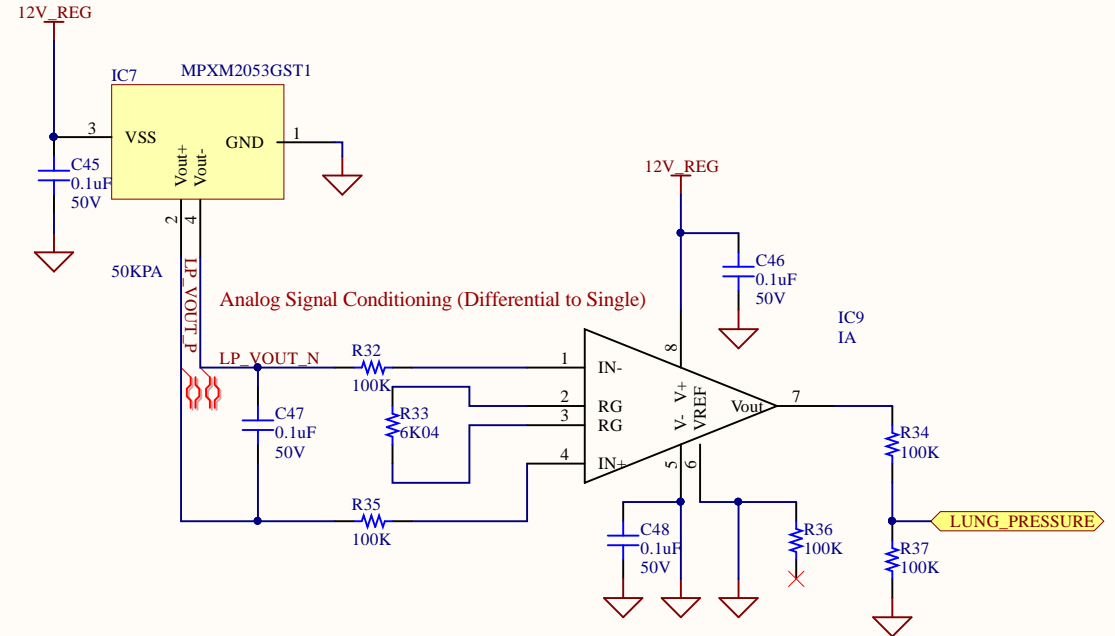 12V_REG
IC7
MPXM2053GST1
3
VSS
GND
1
Vout+
Vout-
C45
0.1uF
50V
2
4
50KPA
LP_VOUT_P
Analog Signal Conditioning (Differential to Single)
LP_VOUT_N
12V_REG
C46
0.1uF
50V
IC9
IA
R32
100K
1
IN-
8
V+
V-
VREF
2
RG
3
RG
R33
6K04
Vout
7
C47
0.1uF
50V
4
IN+
5
6
R34
100K
R35
100K
C48
0.1uF
50V
R36
100K
LUNG_PRESSURE
R37
100K